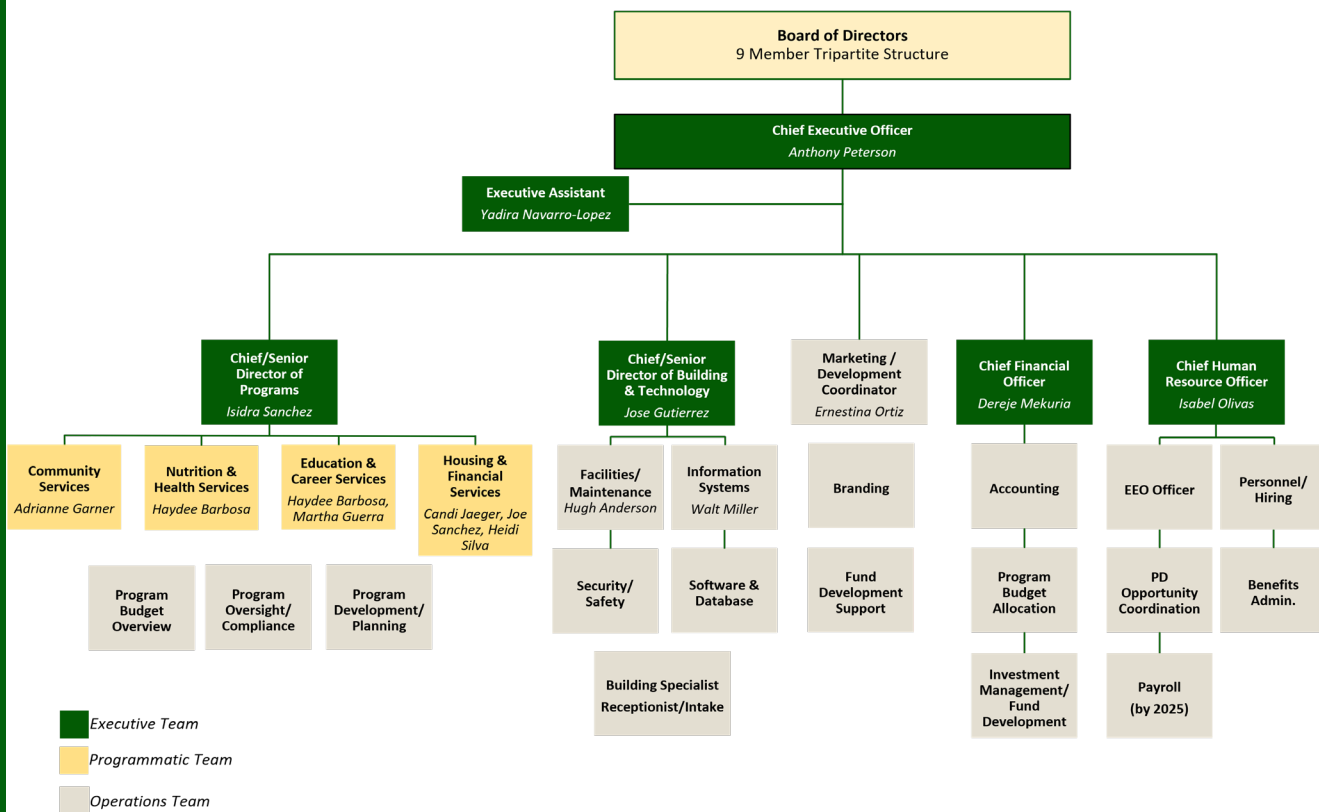 Board of Directors
9 Member Tripartite Structure
Chief Executive Officer
Anthony Peterson
Executive Assistant
Yadira Navarro-Lopez
Chief/Senior
Director of
Programs
Isidra Sanchez
Chief/Senior
Director of Building
& Technology
Jose Gutierrez
Marketing /
Development
Coordinator
Ernestina Ortiz
Chief Financial
Officer
Dereje Mekuria
Chief Human
Resource Officer
Isabel Olivas
Community
Services
Adrianne Garner
Nutrition &
Health Services
Haydee Barbosa
Education &
Career Services
Haydee Barbosa,
Martha Guerra
Housing &
Financial
Services
Candi Jaeger, Joe
Sanchez, Heidi
Silva
Facilities/
Maintenance
Hugh Anderson
Information
Systems
Walt Miller
Branding
Accounting
EEO Officer
Personnel/
Hiring
Program
Budget
Overview
Program
Oversight/
Compliance
Program
Development/
Planning
Security/
Safety
Software &
Database
Fund
Development
Support
Program
Budget
Allocation
PD
Opportunity
Coordination
Benefits
Admin.
Building Specialist
Receptionist/Intake
Investment
Management/
Fund
Development
Payroll
(by 2025)
Executive Team
Programmatic Team
Operations Team